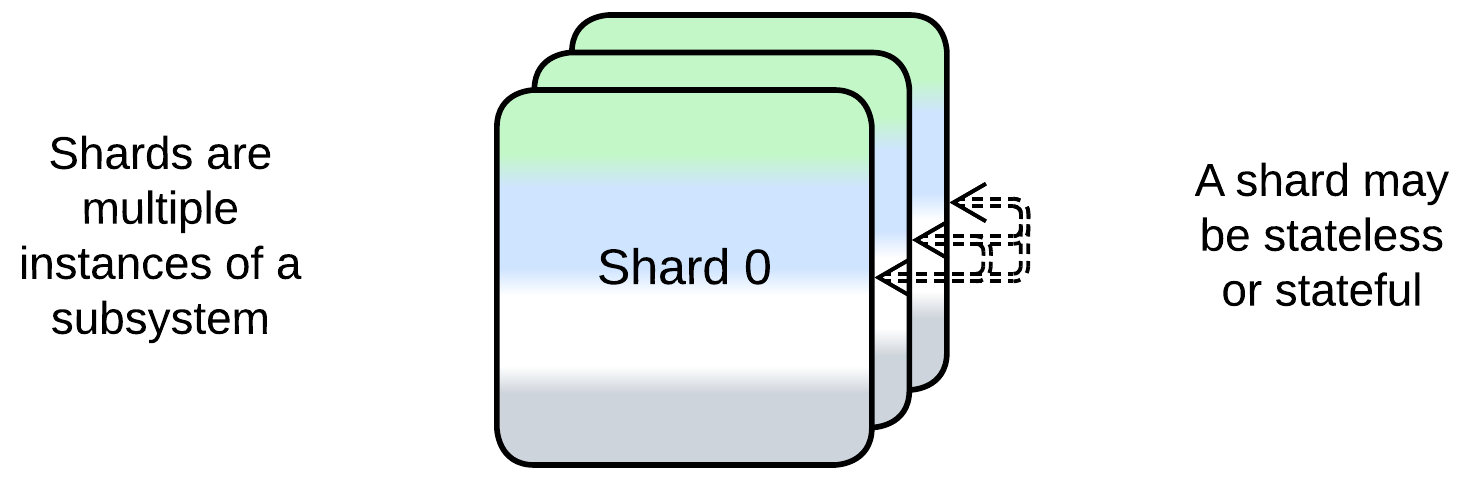 Shards are
multiple
instances of a
subsystem
Shard 0
A shard may
be stateless
or stateful